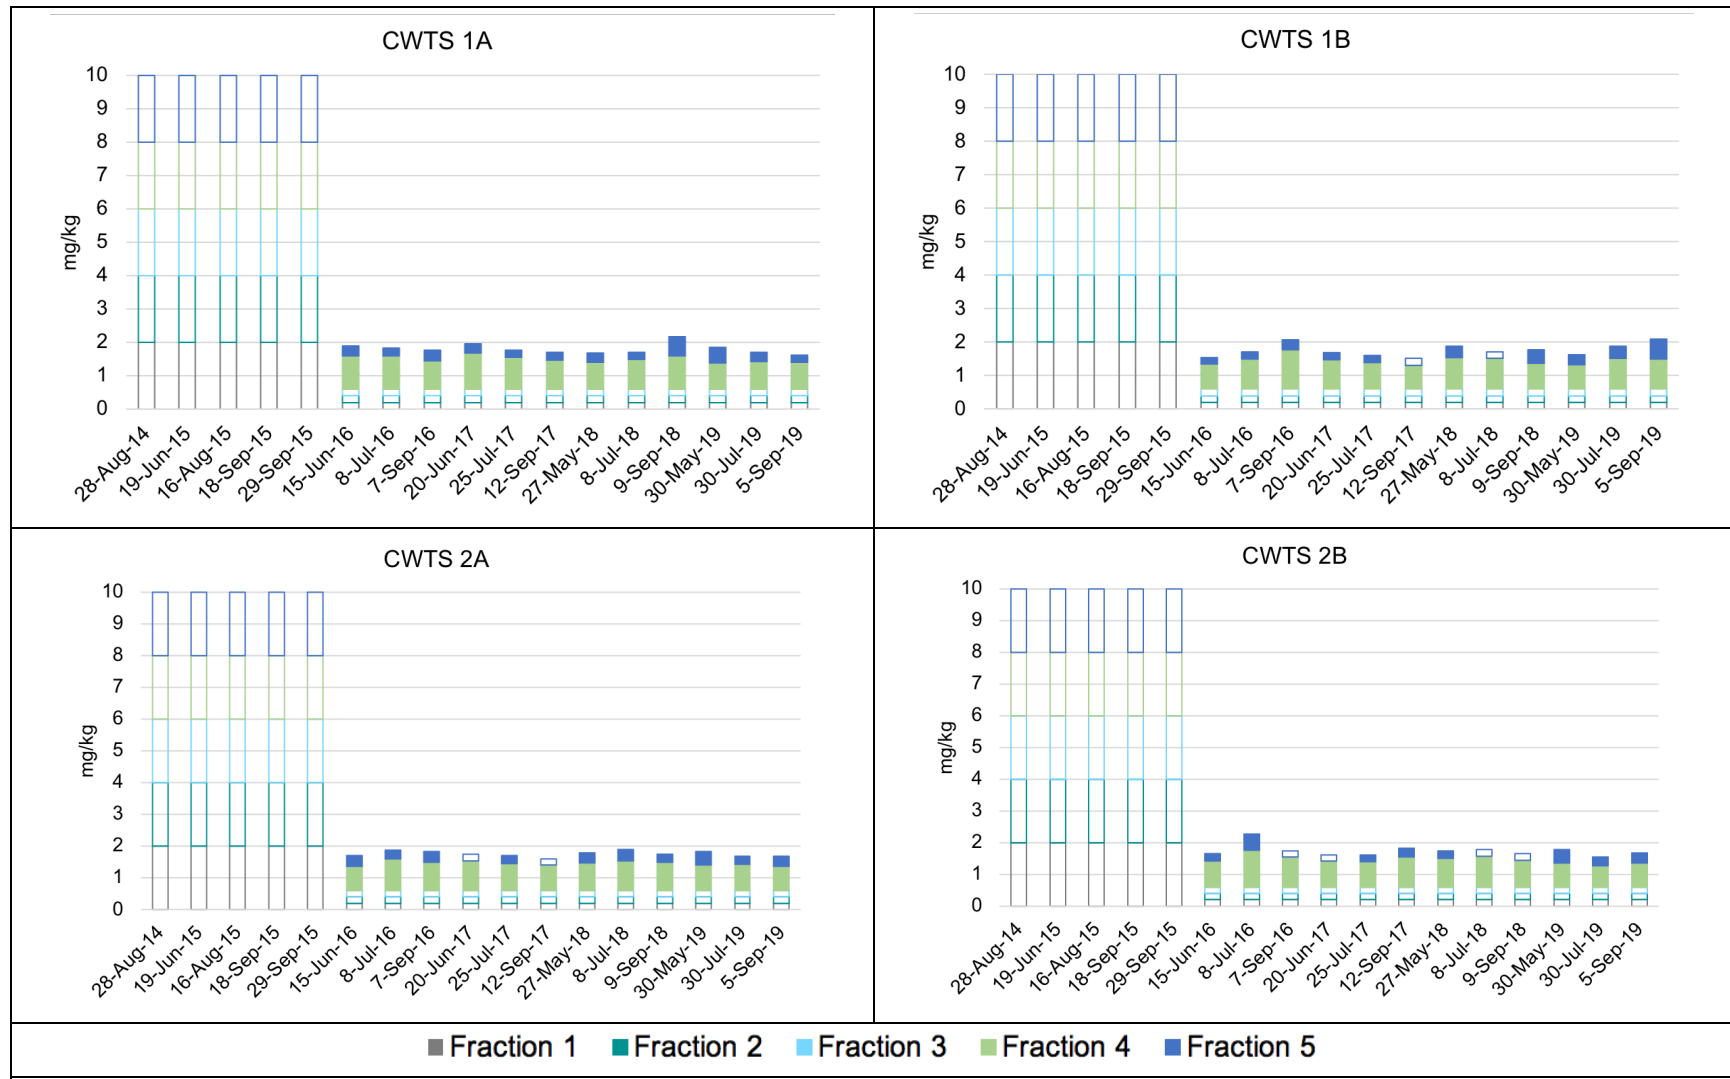 CWTS 1A
10
9
8
7
6
5
4
3
2
1
0
mg/kg
28-Aug-14
19-Jun-15
16-Aug-15
18-Sep-15
29-Sep-15
15-Jun-16
8-Jul-16
7-Sep-16
20-Jun-17
25-Jul-17
12-Sep-17
27-May-18
8-Jul-18
9-Sep-18
30-May-19
30-Jul-19
5-Sep-19
CWTS 1B
10
9
8
7
6
5
4
3
2
1
0
mg/kg
28-Aug-14
19-Jun-15
16-Aug-15
18-Sep-15
29-Sep-15
15-Jun-16
8-Jul-16
7-Sep-16
20-Jun-17
25-Jul-17
12-Sep-17
27-May-18
8-Jul-18
9-Sep-18
30-May-19
30-Jul-19
5-Sep-19
CWTS 2A
10
9
8
7
6
5
4
3
2
1
0
mg/kg
28-Aug-14
19-Jun-15
16-Aug-15
18-Sep-15
29-Sep-15
15-Jun-16
8-Jul-16
7-Sep-16
20-Jun-17
25-Jul-17
12-Sep-17
27-May-18
8-Jul-18
9-Sep-18
30-May-19
30-Jul-19
5-Sep-19
CWTS 2B
10
9
8
7
6
5
4
3
2
1
0
mg/kg
28-Aug-14
19-Jun-15
16-Aug-15
18-Sep-15
29-Sep-15
15-Jun-16
8-Jul-16
7-Sep-16
20-Jun-17
25-Jul-17
12-Sep-17
27-May-18
8-Jul-18
9-Sep-18
30-May-19
30-Jul-19
5-Sep-19
Fraction 1 Fraction 2 Fraction 3 Fraction 4 Fraction 5